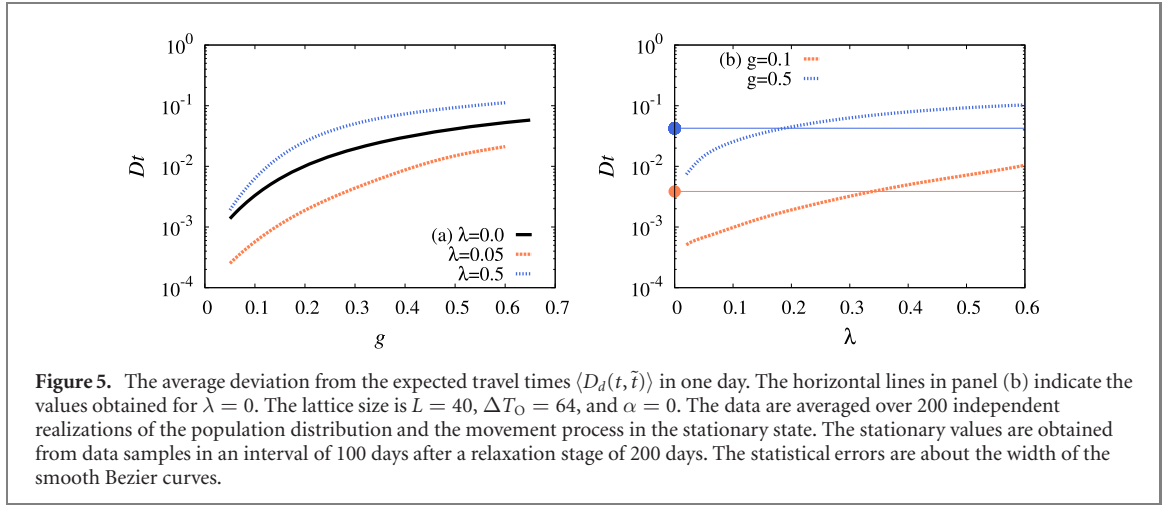 10^0
10^-1
10^-2
10^-3
10^-4
Dt
0 0.1 0.2 0.3 0.4 0.5 0.6 0.7
g
(a) λ=0.0
λ=0.05
λ=0.5
10^0
10^-1
10^-2
10^-3
10^-4
Dt
0 0.1 0.2 0.3 0.4 0.5 0.6
λ
(b) g=0.1
g=0.5
Figure 5. The average deviation from the expected travel times ⟨D_d(t, t̃)⟩ in one day. The horizontal lines in panel (b) indicate the
values obtained for λ = 0. The lattice size is L = 40, ΔT_O = 64, and α = 0. The data are averaged over 200 independent
realizations of the population distribution and the movement process in the stationary state. The stationary values are obtained
from data samples in an interval of 100 days after a relaxation stage of 200 days. The statistical errors are about the width of the
smooth Bezier curves.